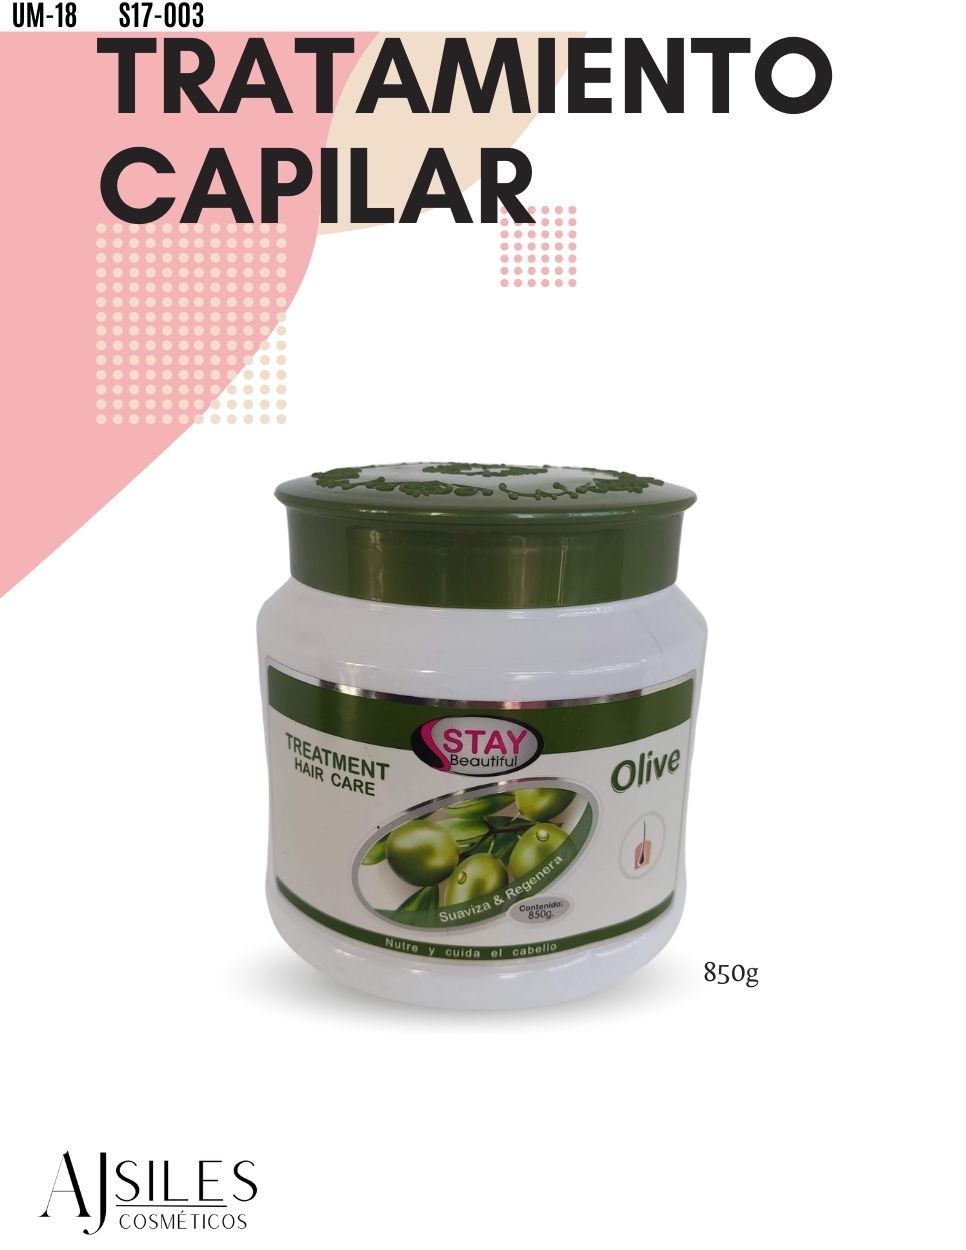 UM-18 S17-003
TRATAMIENTO
CAPILAR
STAY
Beautiful
TREATMENT
HAIR CARE
Olive
Suaviza & Regenera
Contenido:
850g.
Nutre y cuida el cabello
850g
AJSILES
COSMÉTICOS